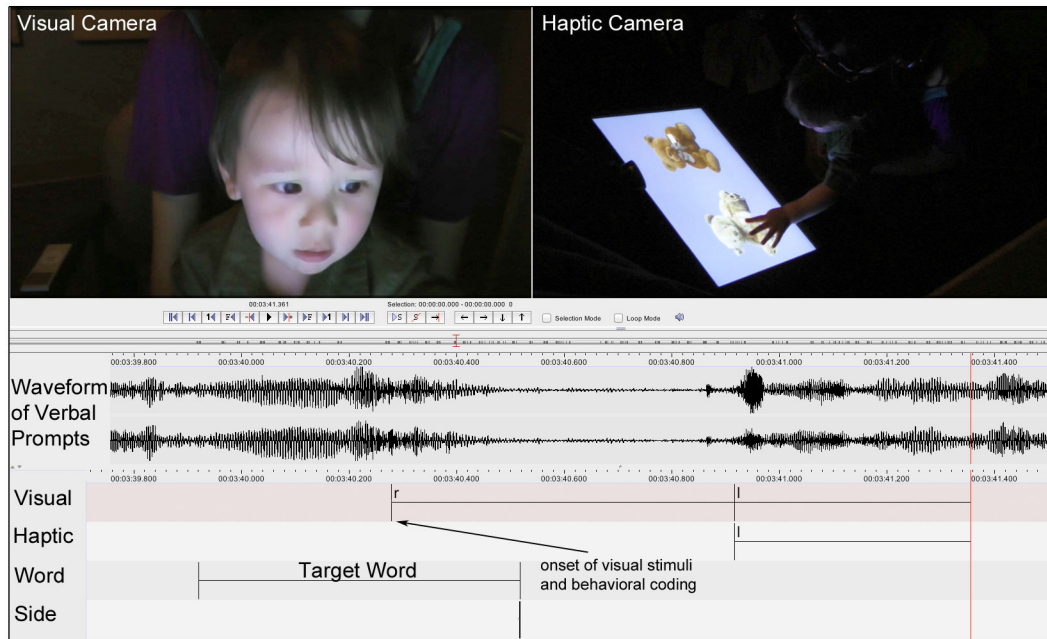 Visual Camera
Haptic Camera
00:03:41.361
Selection: 00:00:00.000 - 00:00:00.000 0
1 F F 1 S S
Selection Mode
Loop Mode
00:03:39.800 00:03:40.000 00:03:40.200 00:03:40.400 00:03:40.600 00:03:40.800 00:03:41.000 00:03:41.200 00:03:41.400
Waveform
of Verbal
Prompts
00:03:39.800 00:03:40.000 00:03:40.200 00:03:40.400 00:03:40.600 00:03:40.800 00:03:41.000 00:03:41.200 00:03:41.400
Visual
r
l
Haptic
l
onset of visual stimuli
and behavioral coding
Word
Target Word
Side